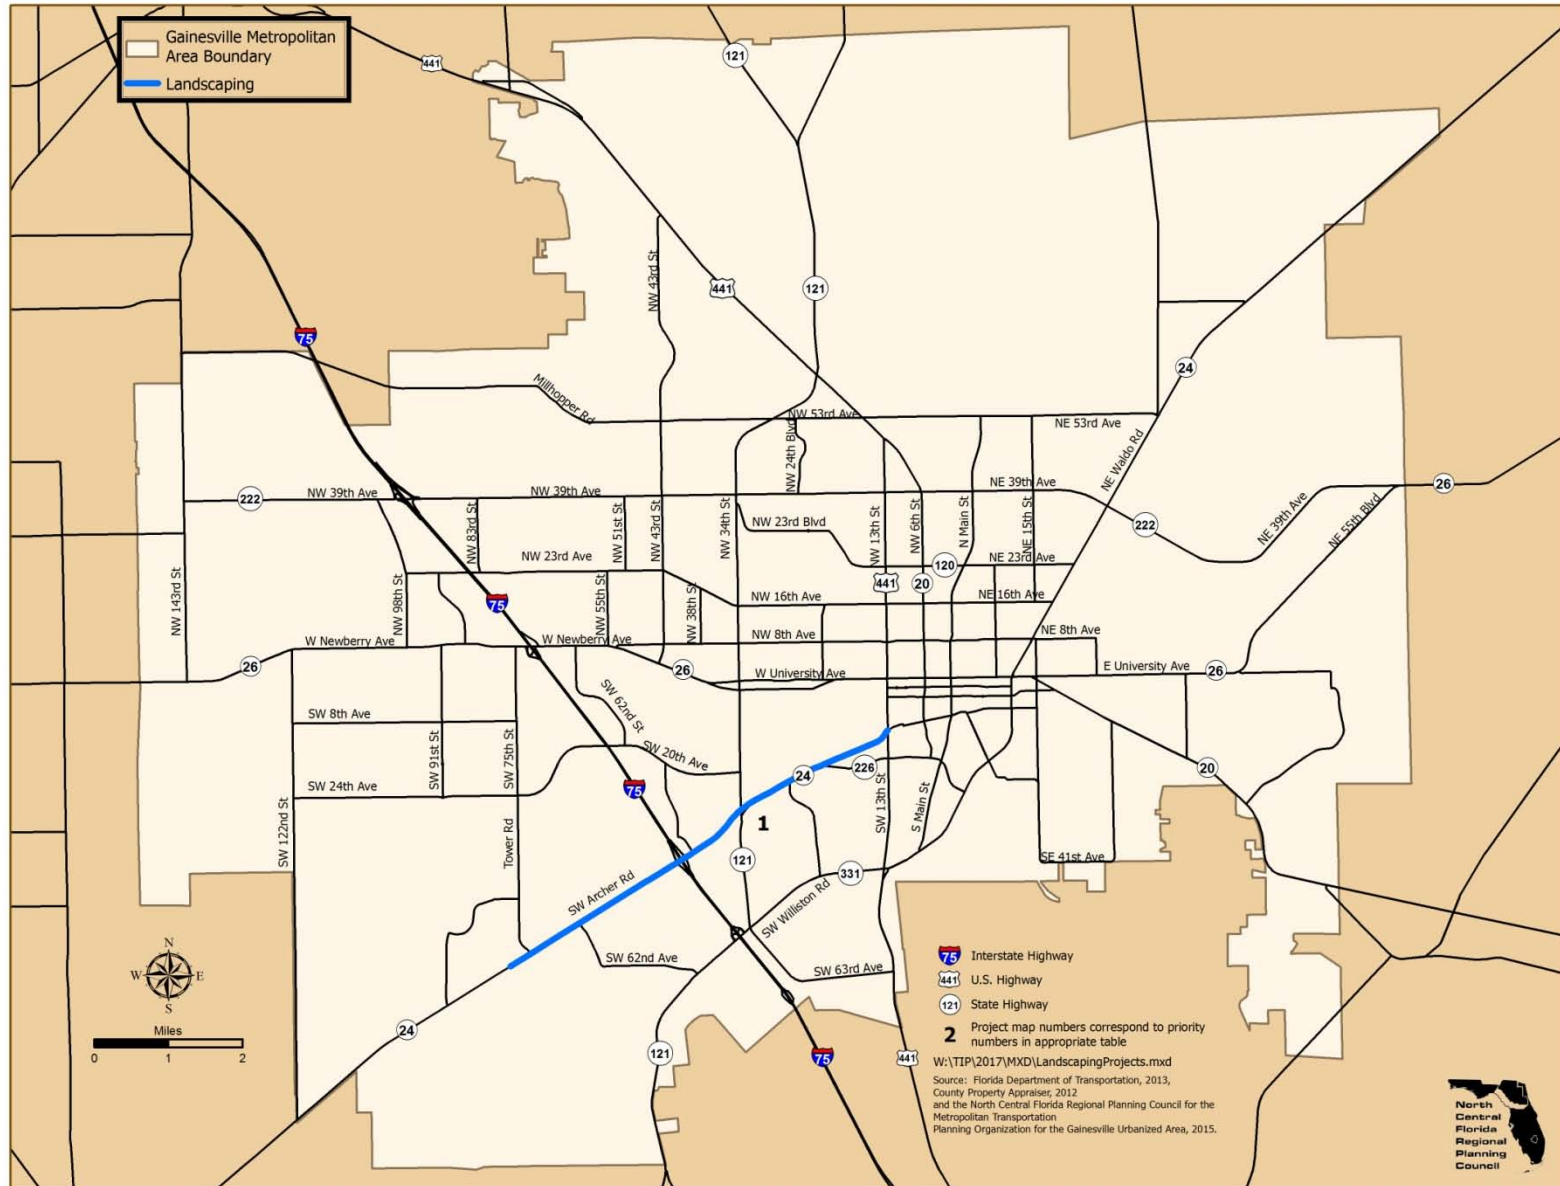 Gainesville Metropolitan
Area Boundary
Landscaping
441
121
75
NW 43rd St
441
121
24
Millhopper Rd
NW 53rd Ave
NE 53rd Ave
NW 24th Blvd
NE Waldo Rd
222
NW 39th Ave
NW 39th Ave
NE 39th Ave
26
NW 83rd St
NW 51st St
NW 43rd St
NW 34th St
NW 23rd Blvd
NW 13th St
NW 6th St
N Main St
NE 15th St
222
NE 39th Ave
NE 55th Blvd
NW 23rd Ave
NE 23rd Ave
120
NW 143rd St
NW 98th St
75
NW 55th St
NW 38th St
441
20
NW 16th Ave
NE 16th Ave
W Newberry Ave
W Newberry Ave
NW 8th Ave
NE 8th Ave
26
26
W University Ave
E University Ave
26
SW 8th Ave
SW 62nd St
SW 91st St
SW 75th St
SW 20th Ave
226
24
20
SW 24th Ave
75
SW 122nd St
Tower Rd
1
SW 13th St
S Main St
121
331
SE 41st Ave
SW Archer Rd
SW Williston Rd
SW 62nd Ave
SW 63rd Ave
N
W
E
S
24
121
75
441
Miles
0
1
2
75
Interstate Highway
441
U.S. Highway
121
State Highway
2
Project map numbers correspond to priority
numbers in appropriate table
W:\TIP\2017\MXD\LandscapingProjects.mxd
Source: Florida Department of Transportation, 2013,
County Property Appraiser, 2012
and the North Central Florida Regional Planning Council for the
Metropolitan Transportation
Planning Organization for the Gainesville Urbanized Area, 2015.
North
Central
Florida
Regional
Planning
Council